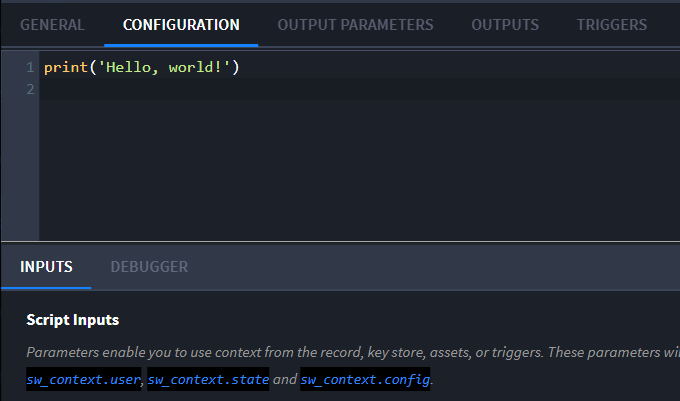 GENERAL CONFIGURATION OUTPUT PARAMETERS OUTPUTS TRIGGERS
1 print('Hello, world!')
2
INPUTS DEBUGGER
Script Inputs
Parameters enable you to use context from the record, key store, assets, or triggers. These parameters wi
sw_context.user, sw_context.state and sw_context.config.